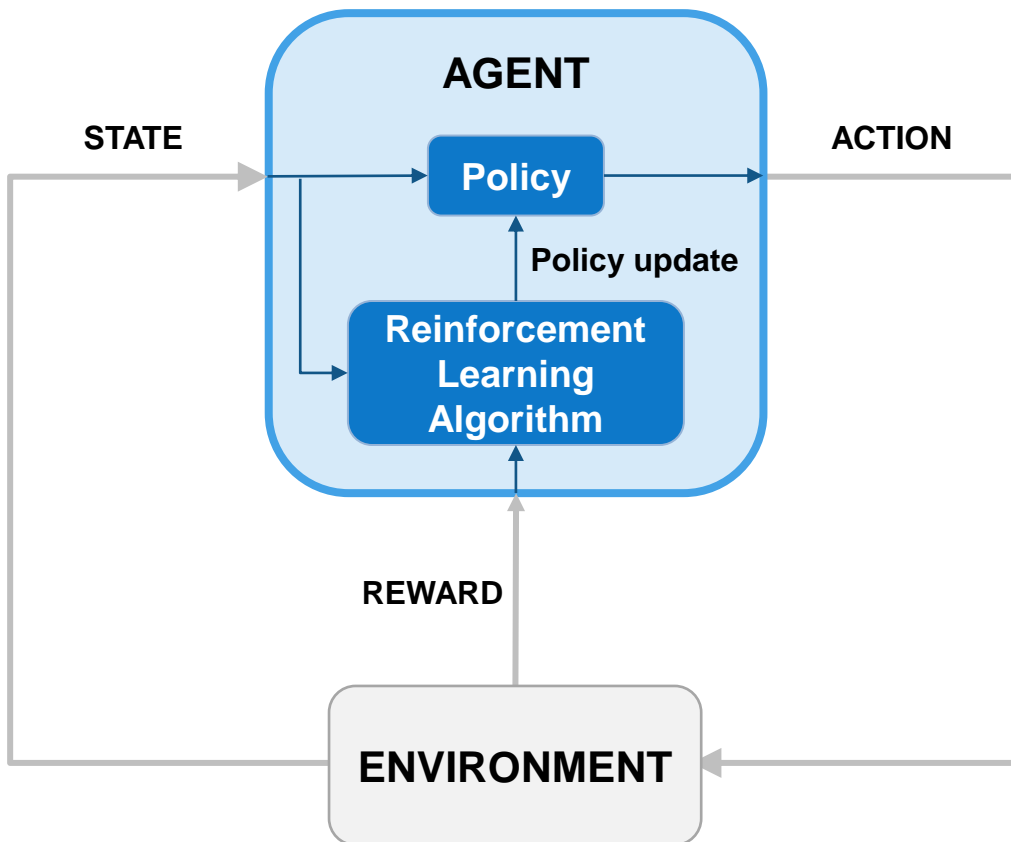 AGENT
STATE
ACTION
Policy
Policy update
Reinforcement
Learning
Algorithm
REWARD
ENVIRONMENT